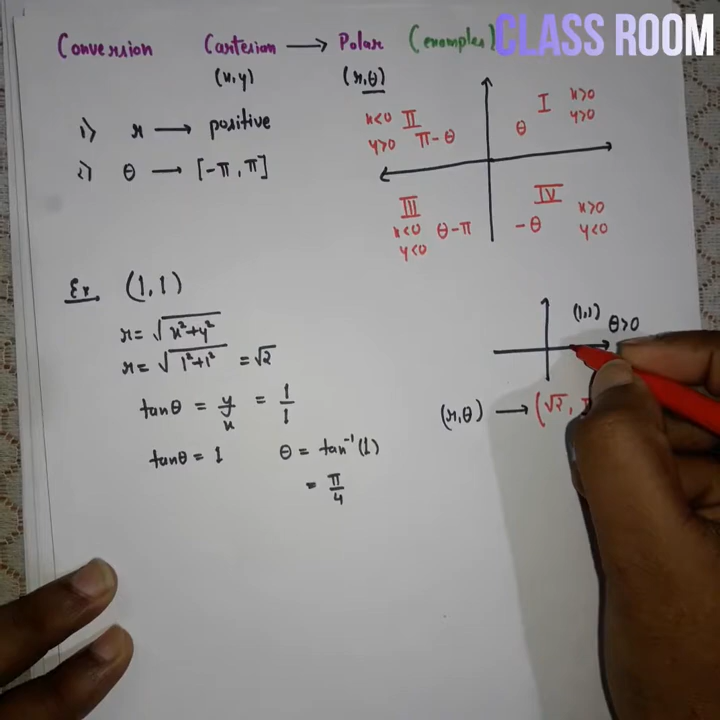 Conversion Cartesian → Polar (examples) CLASS ROOM
(x,y) (r,θ)
i) r → positive
2) θ → [-π, π]
II x<0 y>0 π-θ
I x>0 y>0 θ
III x<0 y<0 θ-π
IV x>0 y<0 -θ
Ex. (1,1)
r = √x²+y²
r = √1²+1² = √2
tanθ = y/x = 1/1
tanθ = 1 θ = tan⁻¹(1)
= π/4
(1,1) θ>0
(r,θ) → (√2,